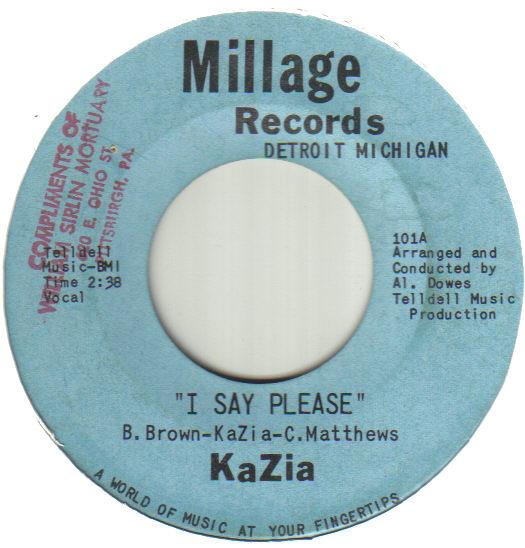 Millage
Records
DETROIT MICHIGAN
COMPLIMENTS OF
SIRLIN MORTUARY
E. OHIO ST.
PA.
Telldell
Music-BMI
Time 2:38
Vocal
101A
Arranged and
Conducted by
Al. Dowes
Telldell Music
Production
"I SAY PLEASE"
B. Brown-KaZia-C. Matthews
KaZia
A WORLD OF MUSIC AT YOUR FINGERTIPS